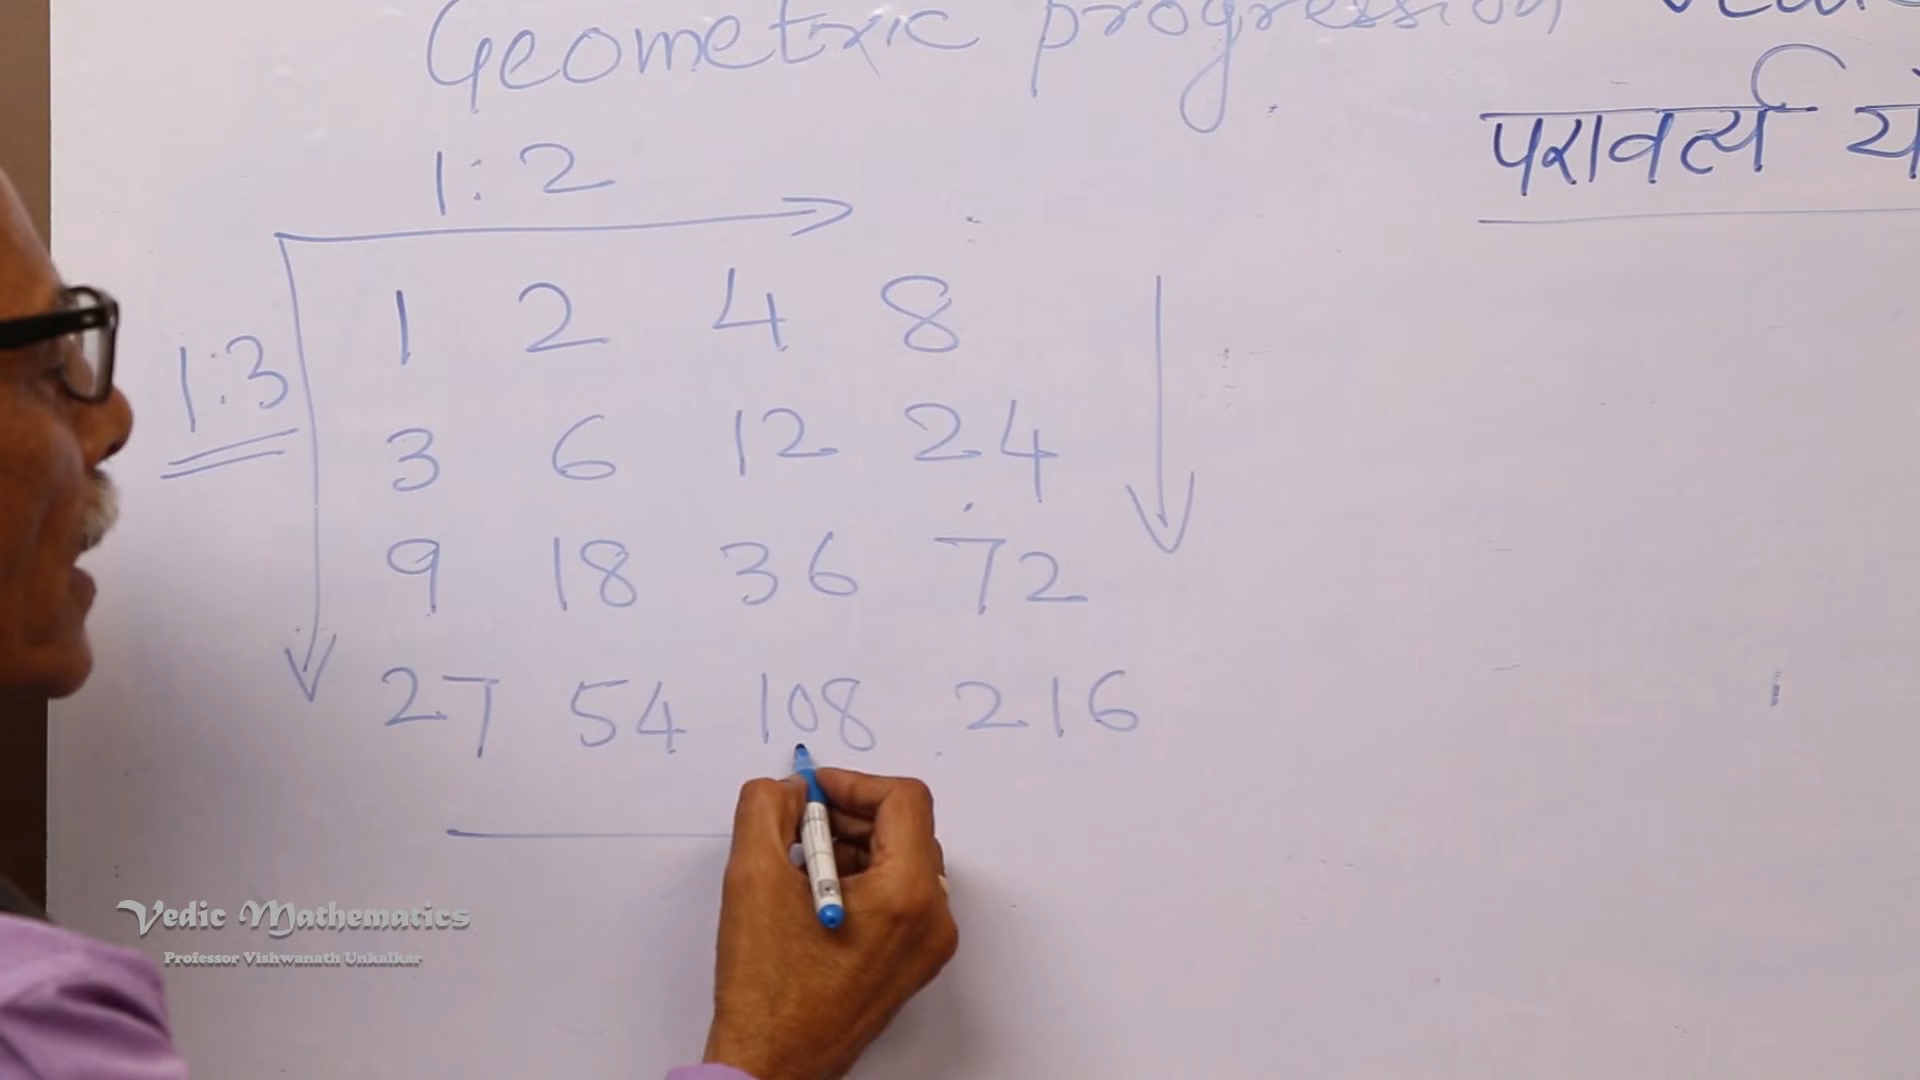 Geometric progression
परावर्त्य
1:2
1:3
1 2 4 8
3 6 12 24
9 18 36 72
27 54 108 216
Vedic Mathematics
Professor Vishwanath Unkalkar